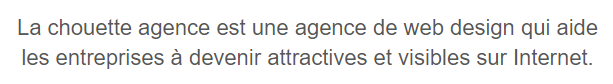 La chouette agence est une agence de web design qui aide
les entreprises à devenir attractives et visibles sur Internet.